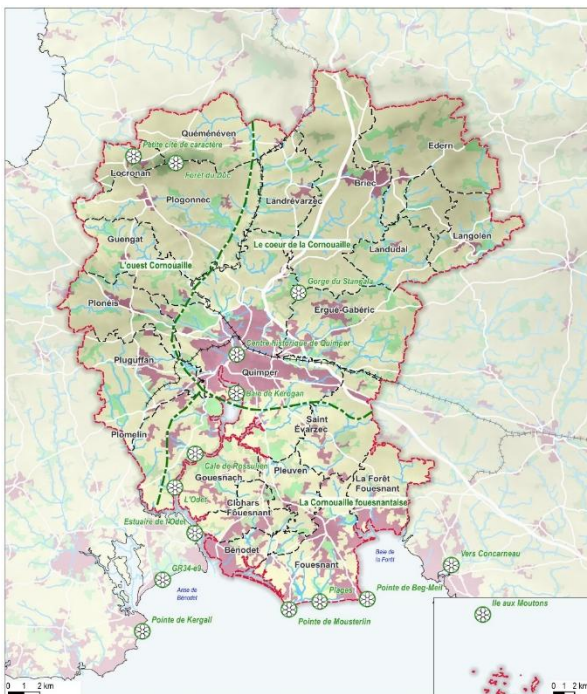 Quéménéven
Petite cité de caractère
Locronan
Forêt du Duc
Plogonnec
Edern
Briec
Landrévarzec
Langolen
Landudal
Guengat
L'ouest Cornouaille
Le coeur de la Cornouaille
Gorge du Stangala
Ergué-Gabéric
Plonéis
Centre historique de Quimper
Pluguffan
Quimper
Baie de Kerogan
Plomelin
Saint
Évarzec
Cale de Rossulien
Pleuven
Gouesnach
La Forêt
Fouesnant
L'Odet
Clohars
Fouesnant
La Cornouaille fouesnantaise
Estuaire de l'Odet
Bénodet
Fouesnant
Baie de
la Forêt
Vers Concarneau
GR34-e9
Anse de
Bénodet
Plages
Pointe de Beg-Meil
Pointe de Mousterlin
Ile aux Moutons
Pointe de Kergall
0 1 2 km
0 1 2 km